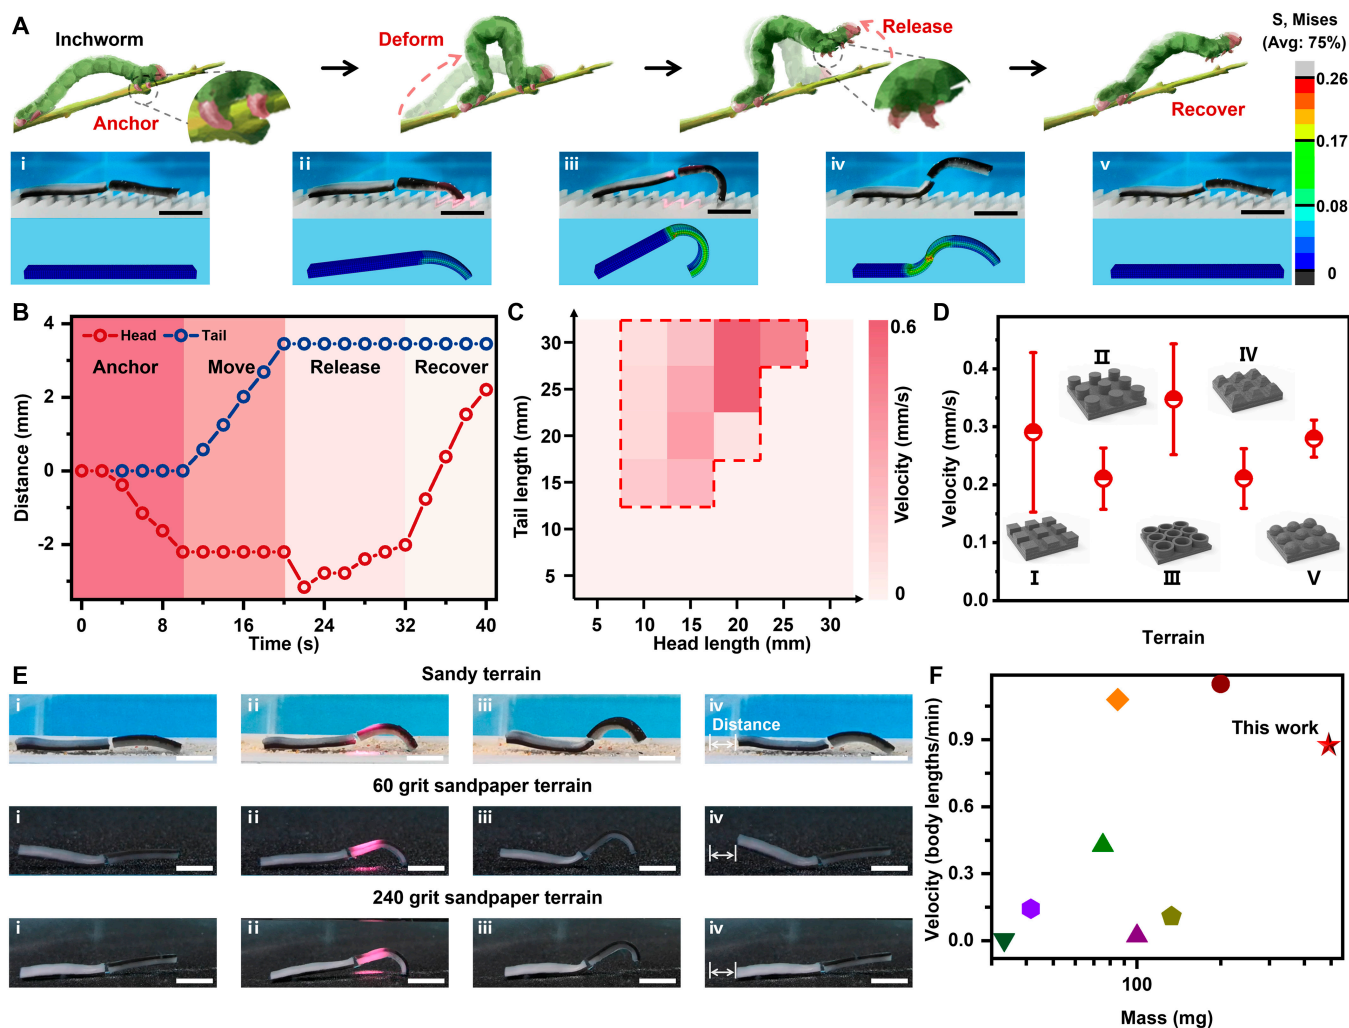 A
Inchworm
Anchor
Deform
Release
Recover
S, Mises
(Avg: 75%)
0.26
0.17
0.08
0
i
ii
iii
iv
v
B
Head
Tail
Anchor
Move
Release
Recover
Distance (mm)
4
2
0
-2
0
8
16
24
32
40
Time (s)
C
Tail length (mm)
30
25
20
15
10
5
5
10
15
20
25
30
Head length (mm)
0.6
0
Velocity (mm/s)
D
Velocity (mm/s)
0.4
0.3
0.2
0.1
0.0
I
II
III
IV
V
Terrain
E
Sandy terrain
i
ii
iii
iv
Distance
60 grit sandpaper terrain
i
ii
iii
iv
240 grit sandpaper terrain
i
ii
iii
iv
F
Velocity (body lengths/min)
0.9
0.6
0.3
0.0
This work
100
Mass (mg)